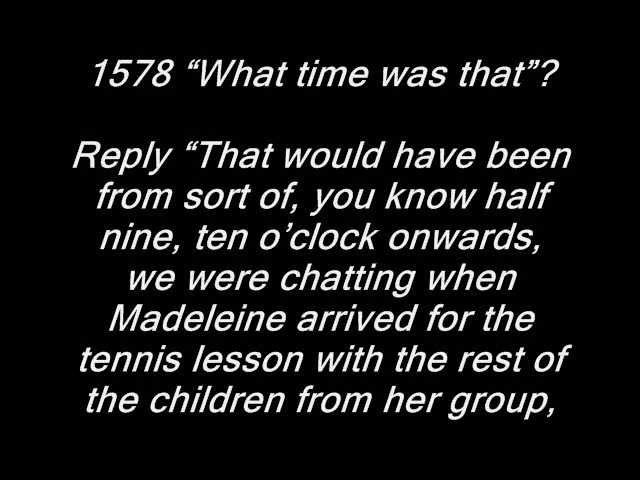 1578 “What time was that”?
Reply “That would have been
from sort of, you know half
nine, ten o’clock onwards,
we were chatting when
Madeleine arrived for the
tennis lesson with the rest of
the children from her group,